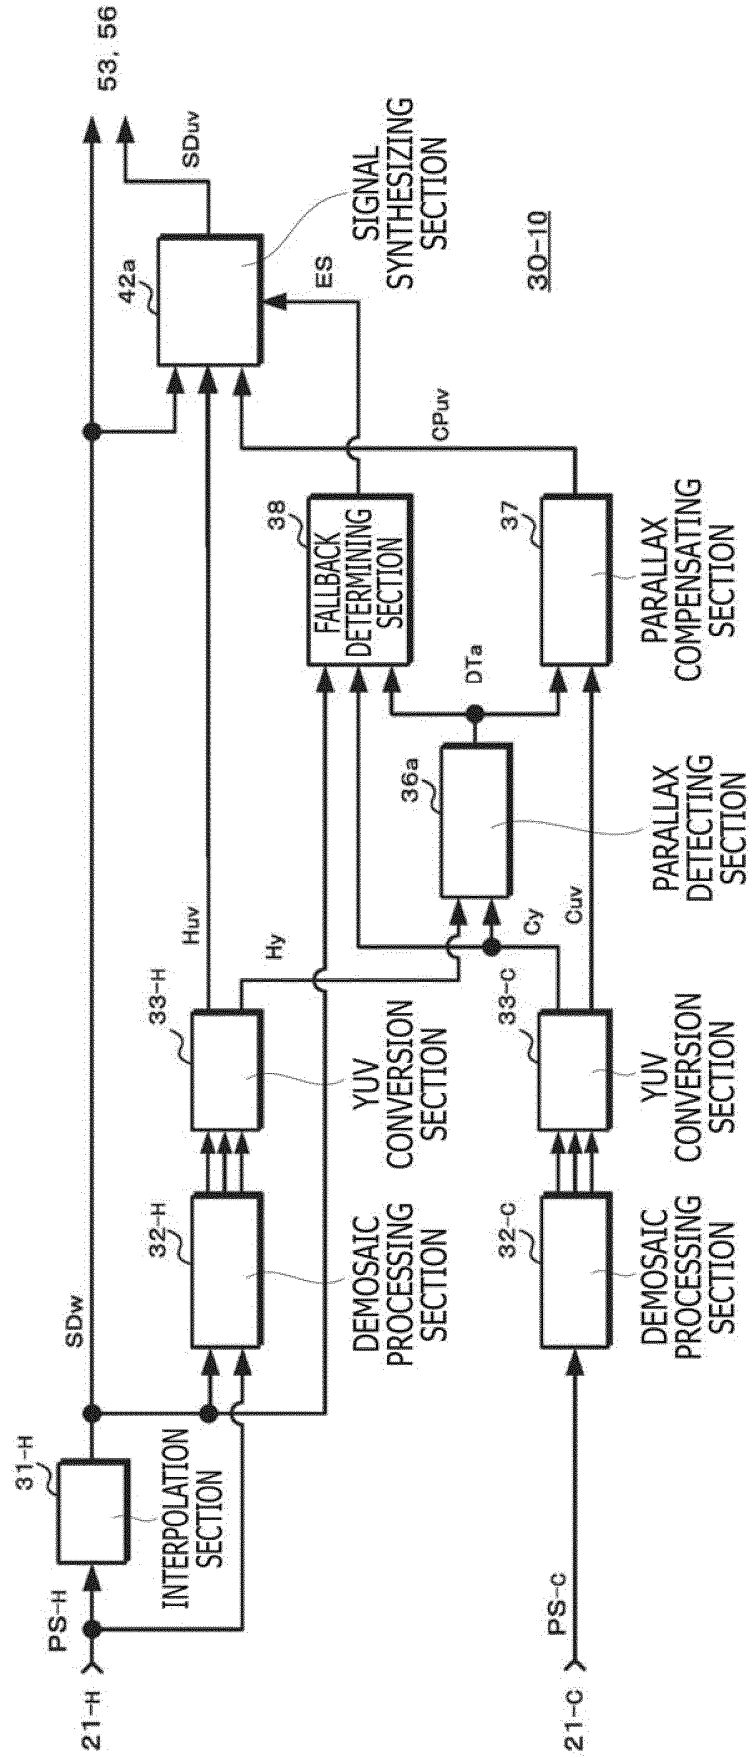 21-H
PS-H
31-H
INTERPOLATION
SECTION
SDw
53, 56
32-H
DEMOSAIC
PROCESSING
SECTION
33-H
YUV
CONVERSION
SECTION
Huv
Hy
42a
SIGNAL
SYNTHESIZING
SECTION
SDuv
ES
38
FALLBACK
DETERMINING
SECTION
CPuv
36a
PARALLAX
DETECTING
SECTION
DTa
37
PARALLAX
COMPENSATING
SECTION
21-C
PS-C
32-C
DEMOSAIC
PROCESSING
SECTION
33-C
YUV
CONVERSION
SECTION
Cy
Cuv
30-10